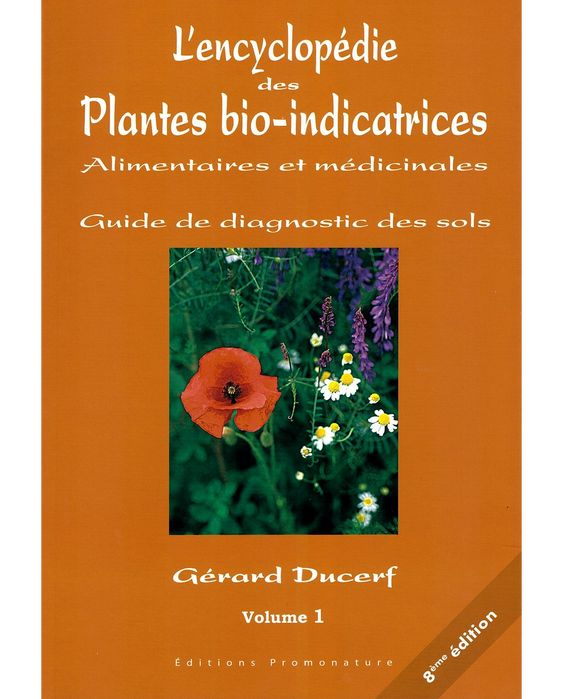 L'encyclopédie
des
Plantes bio-indicatrices
Alimentaires et médicinales
Guide de diagnostic des sols
Gérard Ducerf
Volume 1
8ème édition
Éditions Promonature